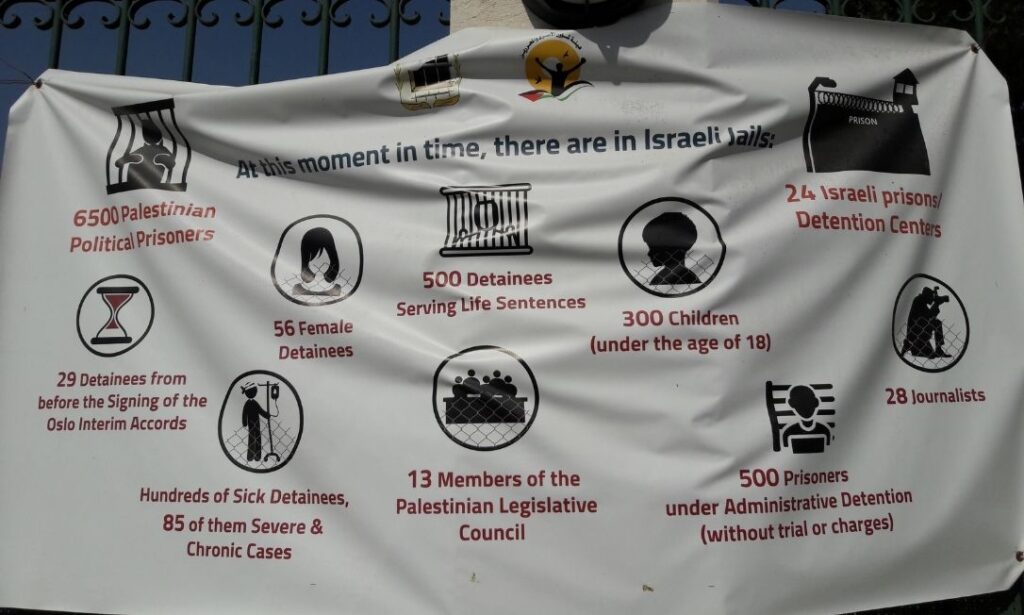 At this moment in time, there are in Israeli Jails:
PRISON
6500 Palestinian
Political Prisoners
56 Female
Detainees
500 Detainees
Serving Life Sentences
300 Children
(under the age of 18)
24 Israeli prisons/
Detention Centers
29 Detainees from
before the Signing of the
Oslo Interim Accords
Hundreds of Sick Detainees,
85 of them Severe &
Chronic Cases
13 Members of the
Palestinian Legislative
Council
500 Prisoners
under Administrative Detention
(without trial or charges)
28 Journalists